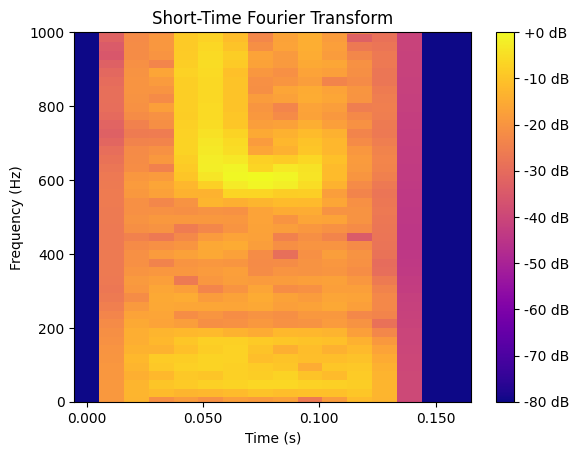 Short-Time Fourier Transform
1000
800
600
400
200
0
Frequency (Hz)
0.000
0.050
0.100
0.150
Time (s)
+0 dB
-10 dB
-20 dB
-30 dB
-40 dB
-50 dB
-60 dB
-70 dB
-80 dB